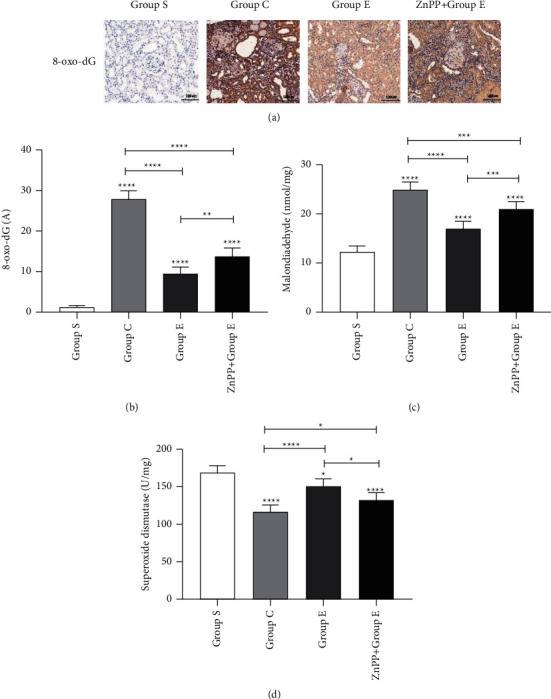 Group S Group C Group E ZnPP+Group E
8-oxo-dG
(a)
40
30
20
10
0
8-oxo-dG (A)
****
****
**
****
****
****
Group S
Group C
Group E
ZnPP+Group E
(b)
30
20
10
0
Malondiadehyde (nmol/mg)
***
****
***
****
****
****
Group S
Group C
Group E
ZnPP+Group E
(c)
200
150
100
50
0
Superoxide dismutase (U/mg)
*
****
*
****
*
****
Group S
Group C
Group E
ZnPP+Group E
(d)